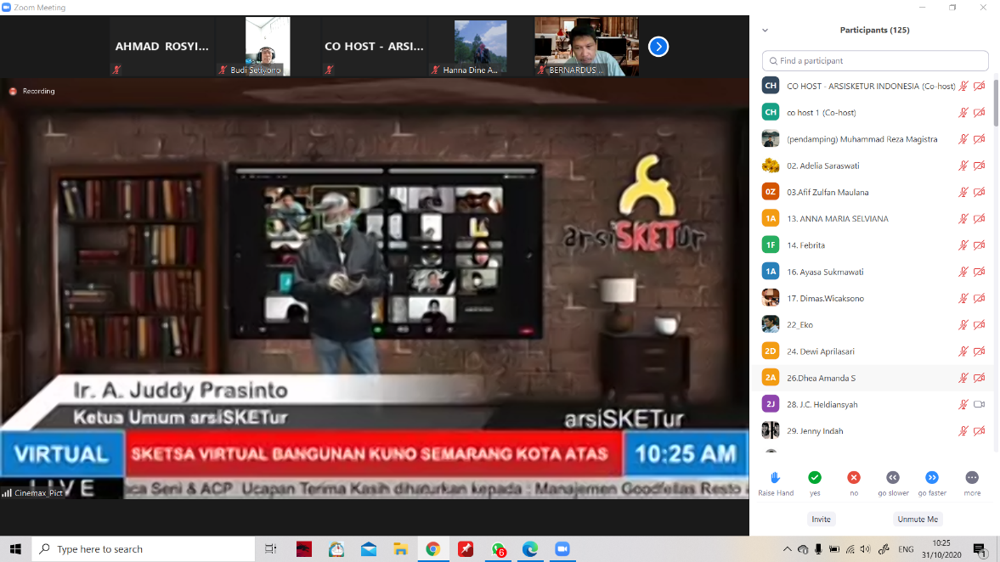 Zoom Meeting
AHMAD ROSYI...
Budi Setiyono
CO HOST - ARSI...
Hanna Dine A...
BERNARDUS ...
Recording
arsiSKETur
Ir. A. Juddy Prasinto
Ketua Umum arsiSKETur
arsiSKETur
VIRTUAL
SKETSA VIRTUAL BANGUNAN KUNO SEMARANG KOTA ATAS
10:25 AM
LIVE
Cinemax_Pict
ca Seni & ACP Ucapan Terima Kasih dihaturkan kepada : Manajemen Goodfellas Resto
Participants (125)
Find a participant
CH CO HOST - ARSISKETUR INDONESIA (Co-host)
CH co host 1 (Co-host)
(pendamping) Muhammad Reza Magistra
02. Adelia Saraswati
0Z 03.Afif Zulfan Maulana
1A 13. ANNA MARIA SELVIANA
1F 14. Febrita
1A 16. Ayasa Sukmawati
17. Dimas.Wicaksono
22_Eko
2D 24. Dewi Aprilasari
2A 26.Dhea Amanda S
2J 28. J.C. Heldiansyah
29. Jenny Indah
Raise Hand yes no go slower go faster more
Invite Unmute Me
Type here to search
6
ENG
10:25
31/10/2020
1